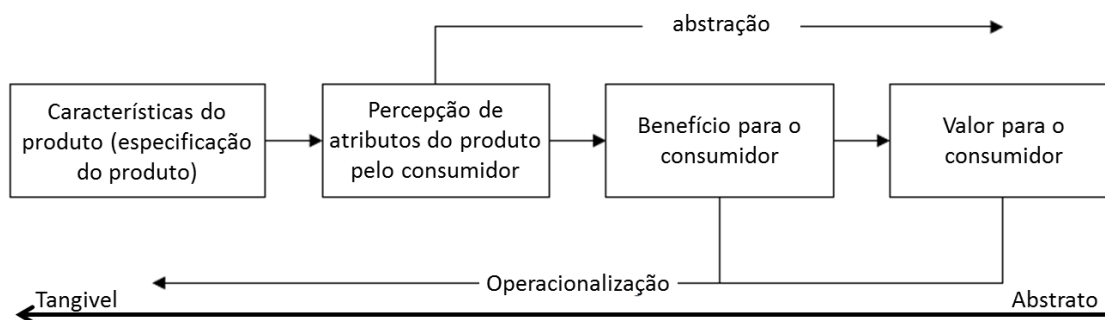 abstração
Características do
produto (especificação
do produto)
Percepção de
atributos do produto
pelo consumidor
Benefício para o
consumidor
Valor para o
consumidor
Operacionalização
Tangivel
Abstrato